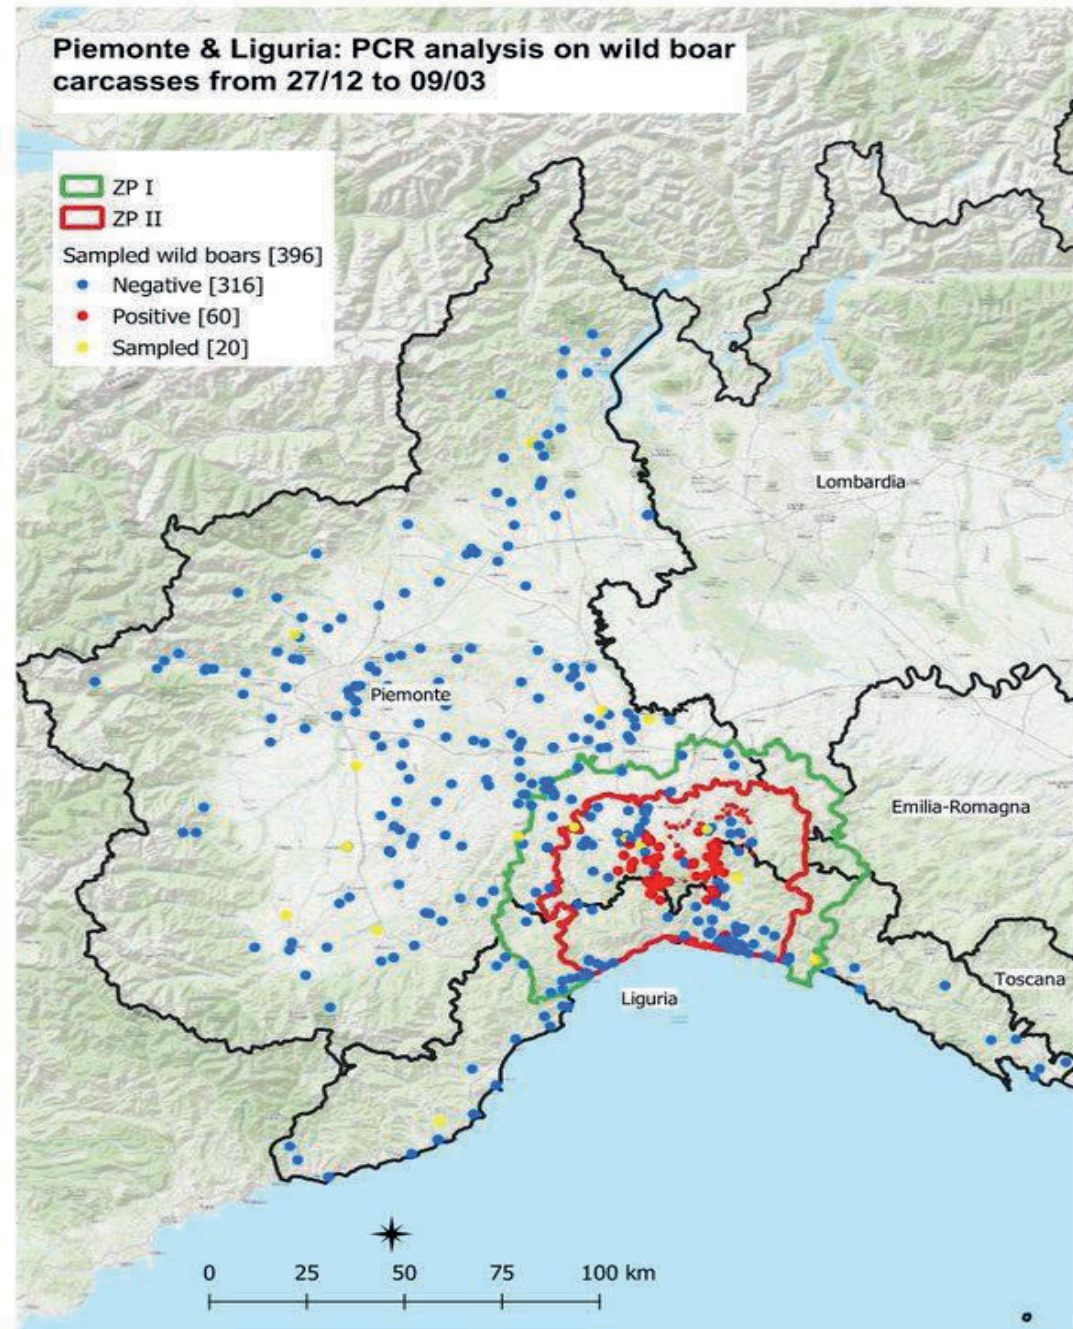 Piemonte & Liguria: PCR analysis on wild boar
carcasses from 27/12 to 09/03
ZP I
ZP II
Sampled wild boars [396]
Negative [316]
Positive [60]
Sampled [20]
Lombardia
Piemonte
Emilia-Romagna
Toscana
Liguria
0 25 50 75 100 km